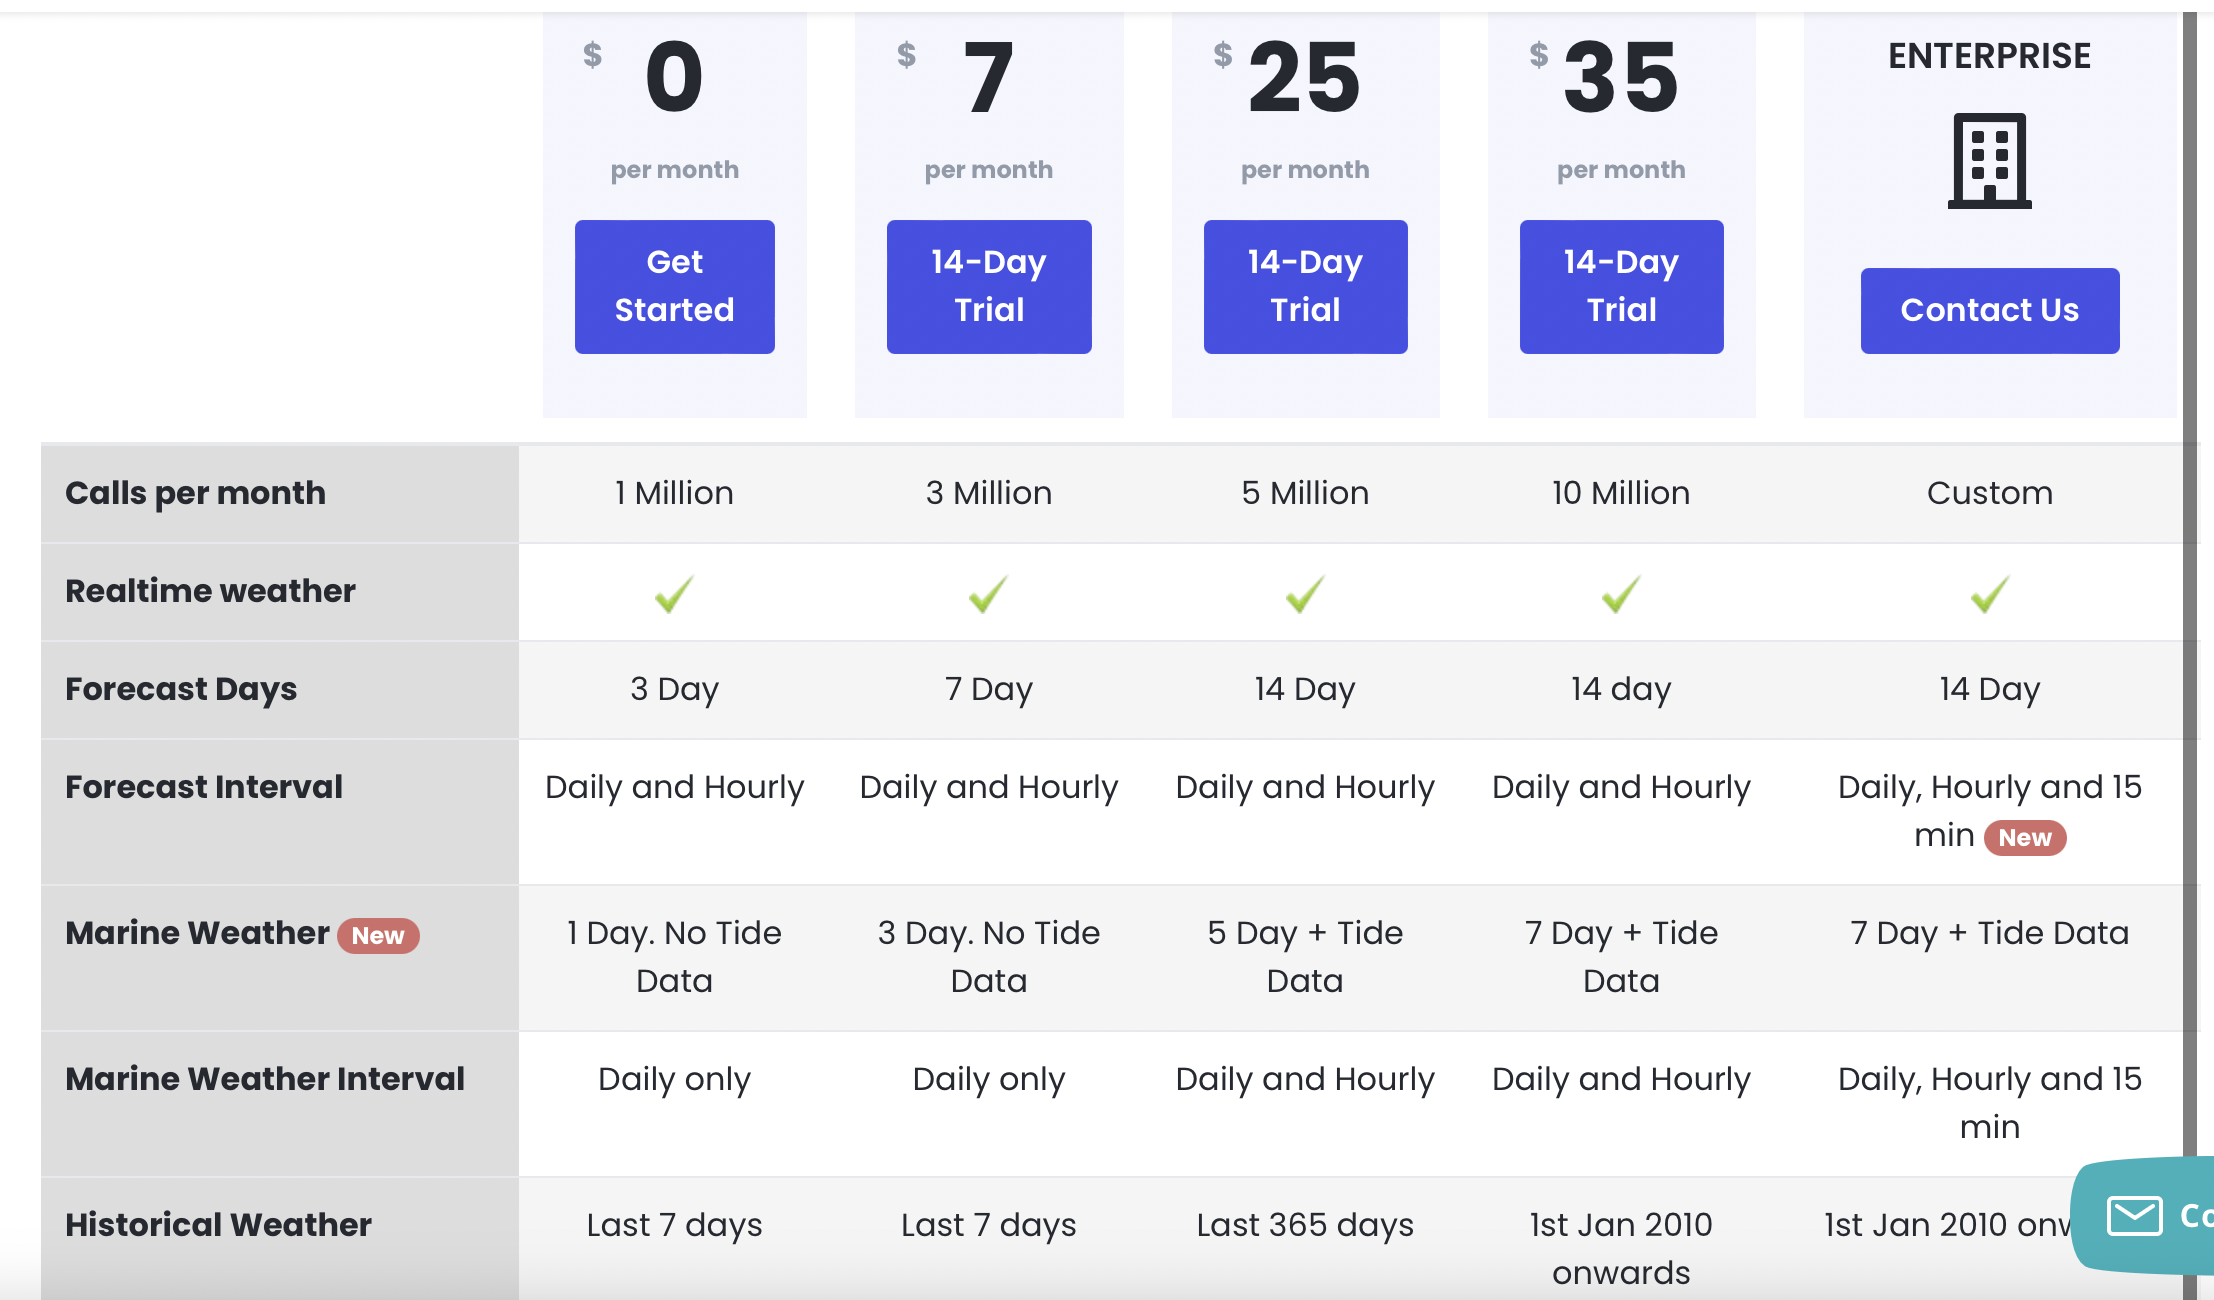 $ 0
per month
Get
Started
$ 7
per month
14-Day
Trial
$ 25
per month
14-Day
Trial
$ 35
per month
14-Day
Trial
ENTERPRISE
Contact Us
Calls per month
1 Million
3 Million
5 Million
10 Million
Custom
Realtime weather
Forecast Days
3 Day
7 Day
14 Day
14 day
14 Day
Forecast Interval
Daily and Hourly
Daily and Hourly
Daily and Hourly
Daily and Hourly
Daily, Hourly and 15
min New
Marine Weather New
1 Day. No Tide
Data
3 Day. No Tide
Data
5 Day + Tide
Data
7 Day + Tide
Data
7 Day + Tide Data
Marine Weather Interval
Daily only
Daily only
Daily and Hourly
Daily and Hourly
Daily, Hourly and 15
min
Historical Weather
Last 7 days
Last 7 days
Last 365 days
1st Jan 2010
onwards
1st Jan 2010